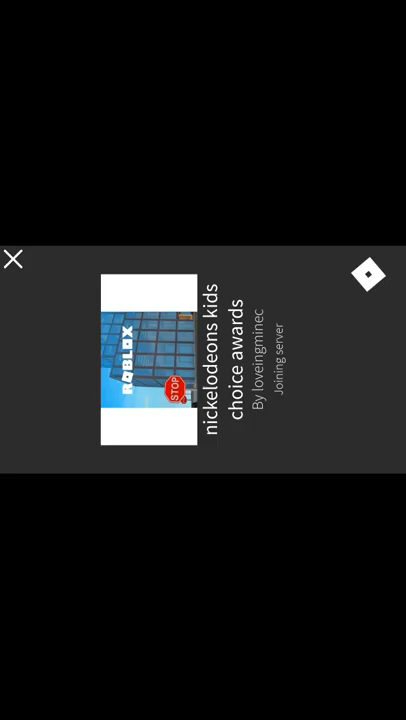 ROBLOX
STOP
nickelodeons kids
choice awards
By loveingminec
Joining server